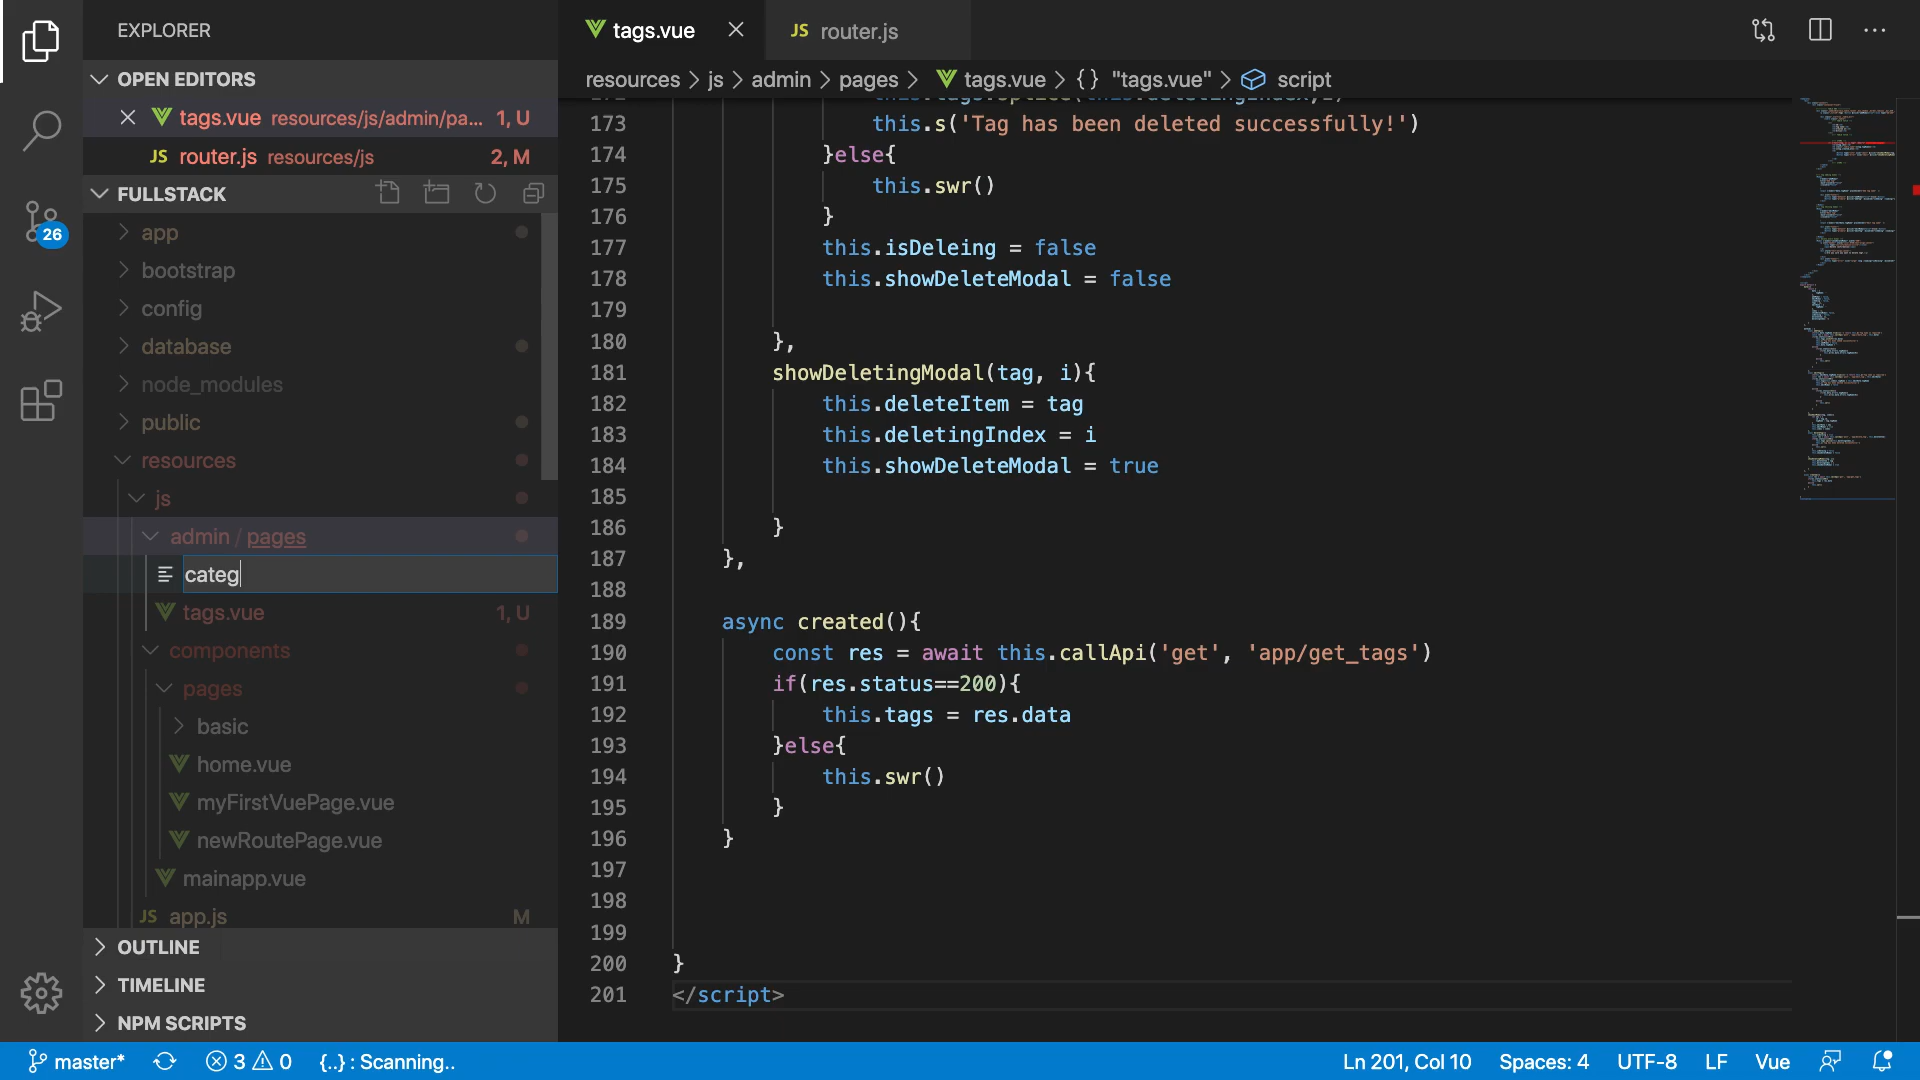 EXPLORER
OPEN EDITORS
tags.vue resources/js/admin/pa... 1, U
JS router.js resources/js 2, M
FULLSTACK
app
bootstrap
config
database
node_modules
public
resources
js
admin / pages
categ
tags.vue 1, U
components
pages
basic
home.vue
myFirstVuePage.vue
newRoutePage.vue
mainapp.vue
JS app.js M
OUTLINE
TIMELINE
NPM SCRIPTS
26
tags.vue
JS router.js
resources > js > admin > pages > tags.vue > {} "tags.vue" > script
173 this.s('Tag has been deleted successfully!')
174 }else{
175 this.swr()
176 }
177 this.isDeleing = false
178 this.showDeleteModal = false
179
180 },
181 showDeletingModal(tag, i){
182 this.deleteItem = tag
183 this.deletingIndex = i
184 this.showDeleteModal = true
185
186 }
187 },
188
189 async created(){
190 const res = await this.callApi('get', 'app/get_tags')
191 if(res.status==200){
192 this.tags = res.data
193 }else{
194 this.swr()
195 }
196 }
197
198
199
200 }
201 </script>
master* 3 0 {..} : Scanning.. Ln 201, Col 10 Spaces: 4 UTF-8 LF Vue